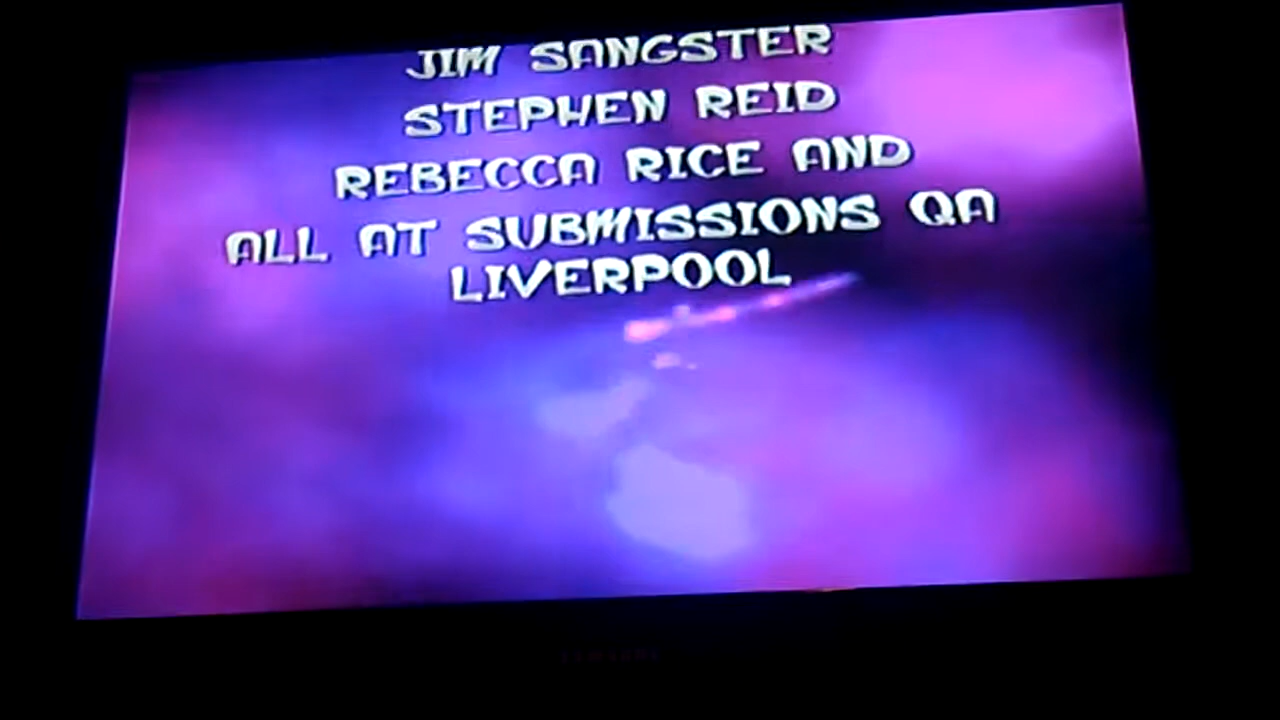 JIM SANGSTER
STEPHEN REID
REBECCA RICE AND
ALL AT SUBMISSIONS QA
LIVERPOOL